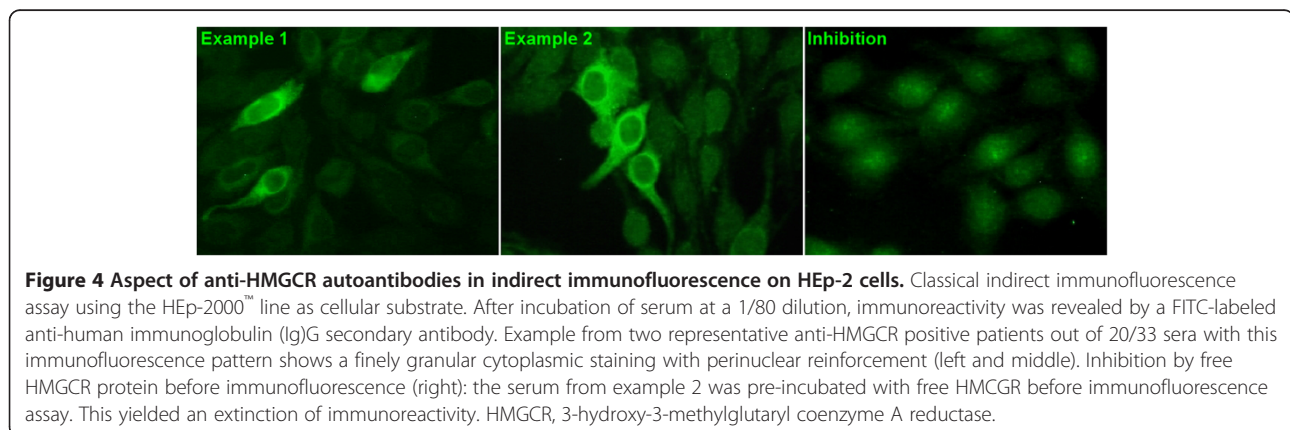 Example 1 Example 2 Inhibition
Figure 4 Aspect of anti-HMGCR autoantibodies in indirect immunofluorescence on HEp-2 cells. Classical indirect immunofluorescence
assay using the HEp-2000™ line as cellular substrate. After incubation of serum at a 1/80 dilution, immunoreactivity was revealed by a FITC-labeled
anti-human immunoglobulin (Ig)G secondary antibody. Example from two representative anti-HMGCR positive patients out of 20/33 sera with this
immunofluorescence pattern shows a finely granular cytoplasmic staining with perinuclear reinforcement (left and middle). Inhibition by free
HMGCR protein before immunofluorescence (right): the serum from example 2 was pre-incubated with free HMCGR before immunofluorescence
assay. This yielded an extinction of immunoreactivity. HMGCR, 3-hydroxy-3-methylglutaryl coenzyme A reductase.